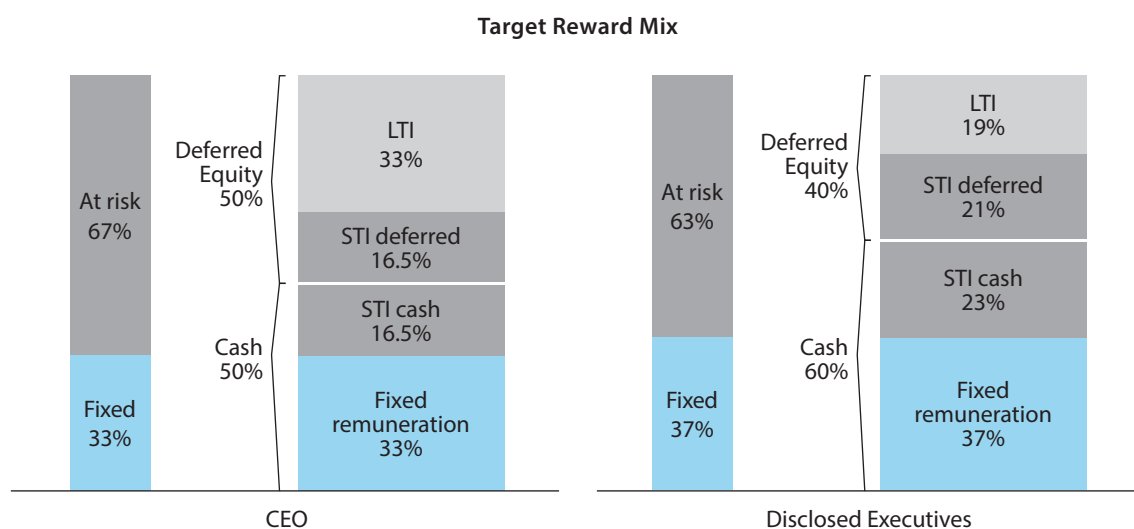 Target Reward Mix
At risk
67%
Fixed
33%
Deferred
Equity
50%
Cash
50%
LTI
33%
STI deferred
16.5%
STI cash
16.5%
Fixed
remuneration
33%
CEO
At risk
63%
Fixed
37%
Deferred
Equity
40%
Cash
60%
LTI
19%
STI deferred
21%
STI cash
23%
Fixed
remuneration
37%
Disclosed Executives